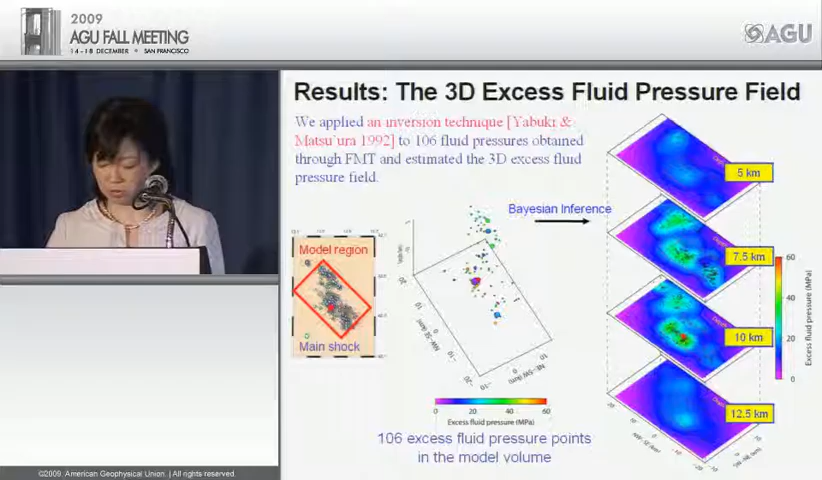 2009
AGU FALL MEETING
14 - 18 DECEMBER • SAN FRANCISCO
AGU
Results: The 3D Excess Fluid Pressure Field
We applied an inversion technique [Yabuki &
Matsu'ura 1992] to 106 fluid pressures obtained
through FMT and estimated the 3D excess fluid
pressure field.
5 km
Bayesian Inference
Model region
7.5 km
60
40
20
0
Excess fluid pressure (MPa)
10 km
Main shock
12.5 km
0 20 40 60
Excess fluid pressure (MPa)
106 excess fluid pressure points
in the model volume
©2009. American Geophysical Union. | All rights reserved.